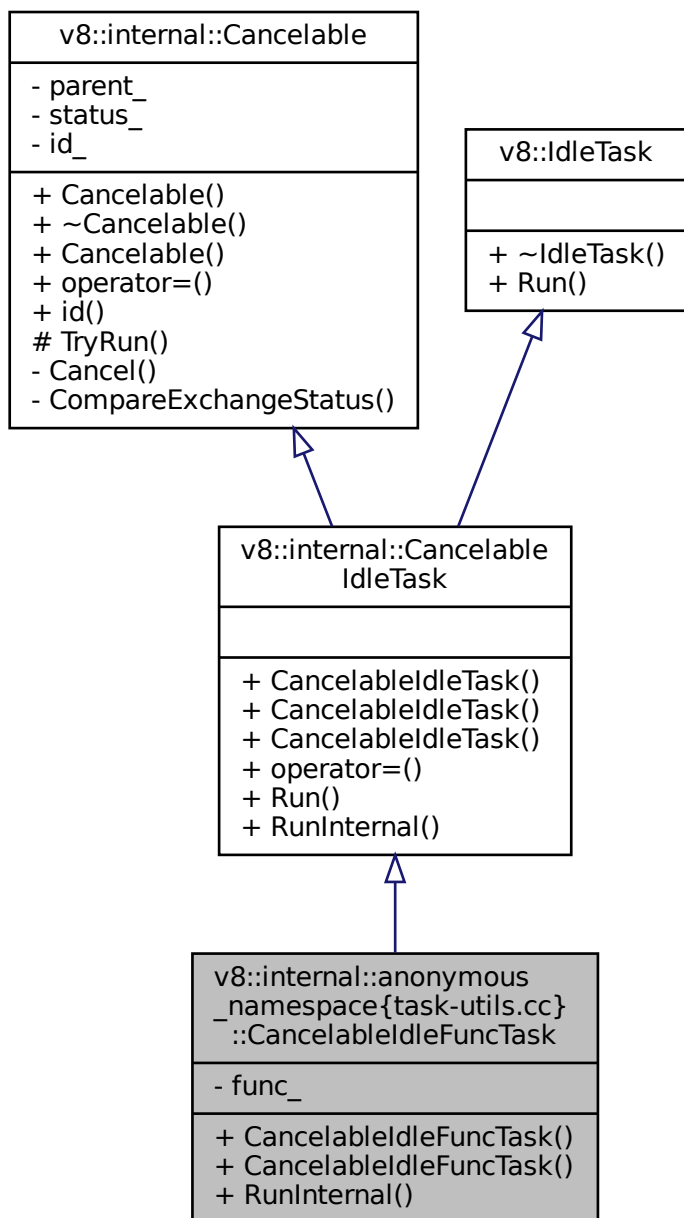 v8::internal::Cancelable
- parent_
- status_
- id_
+ Cancelable()
+ ~Cancelable()
+ Cancelable()
+ operator=()
+ id()
# TryRun()
- Cancel()
- CompareExchangeStatus()
v8::IdleTask
+ ~IdleTask()
+ Run()
v8::internal::Cancelable
IdleTask
+ CancelableIdleTask()
+ CancelableIdleTask()
+ CancelableIdleTask()
+ operator=()
+ Run()
+ RunInternal()
v8::internal::anonymous
_namespace{task-utils.cc}
::CancelableIdleFuncTask
- func_
+ CancelableIdleFuncTask()
+ CancelableIdleFuncTask()
+ RunInternal()